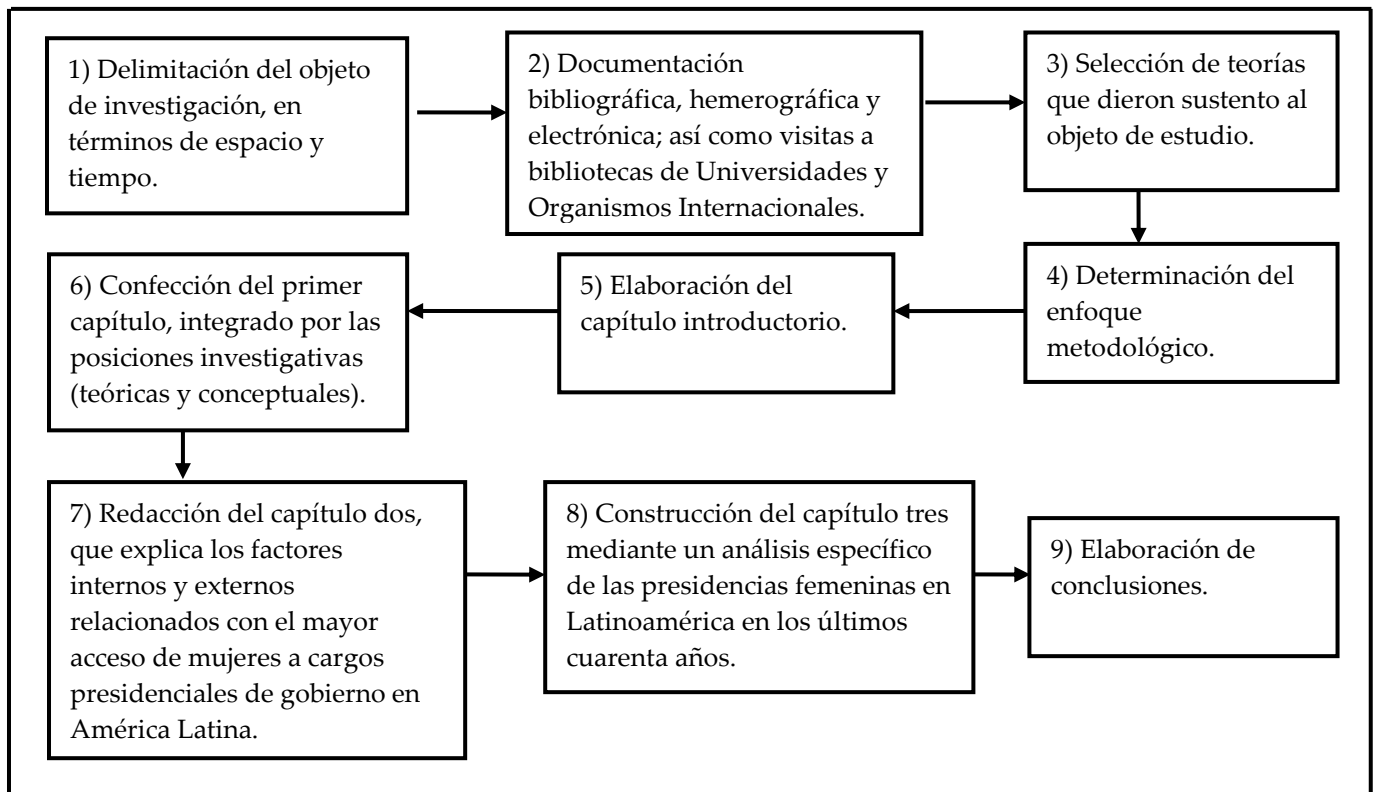 1) Delimitación del objeto
de investigación, en
términos de espacio y
tiempo.
2) Documentación
bibliográfica, hemerográfica y
electrónica; así como visitas a
bibliotecas de Universidades y
Organismos Internacionales.
3) Selección de teorías
que dieron sustento al
objeto de estudio.
4) Determinación del
enfoque
metodológico.
5) Elaboración del
capítulo introductorio.
6) Confección del primer
capítulo, integrado por las
posiciones investigativas
(teóricas y conceptuales).
7) Redacción del capítulo dos,
que explica los factores
internos y externos
relacionados con el mayor
acceso de mujeres a cargos
presidenciales de gobierno en
América Latina.
8) Construcción del capítulo tres
mediante un análisis específico
de las presidencias femeninas en
Latinoamérica en los últimos
cuarenta años.
9) Elaboración de
conclusiones.